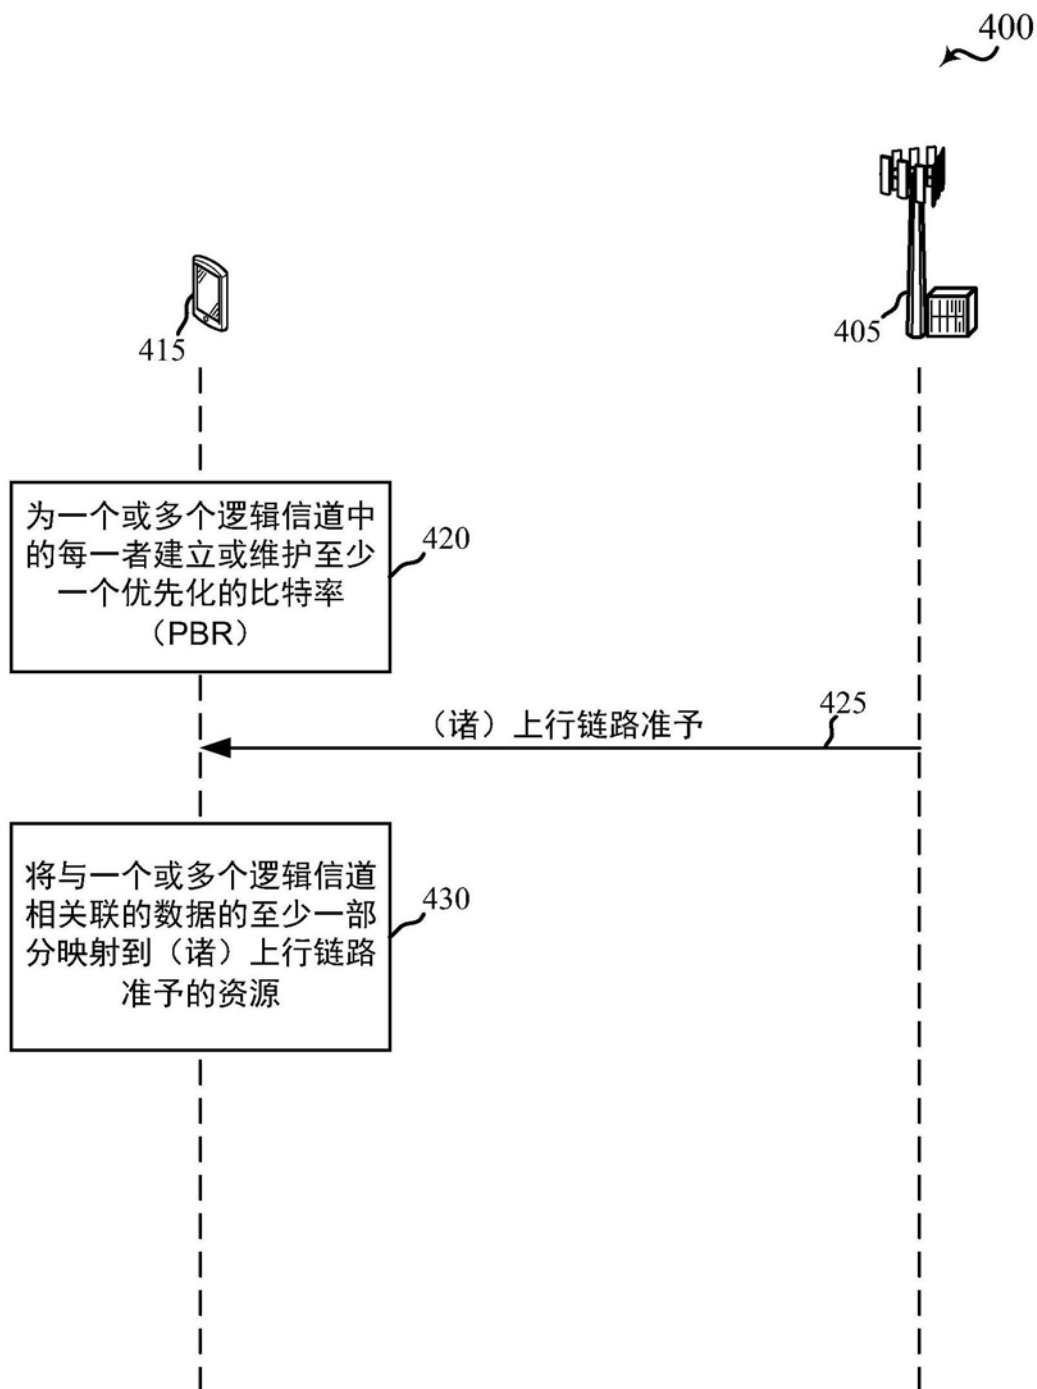 400
415
405
为一个或多个逻辑信道中
的每一者建立或维护至少
一个优先化的比特率
（PBR）
420
（诸）上行链路准予
425
将与一个或多个逻辑信道
相关联的数据的至少一部
分映射到（诸）上行链路
准予的资源
430